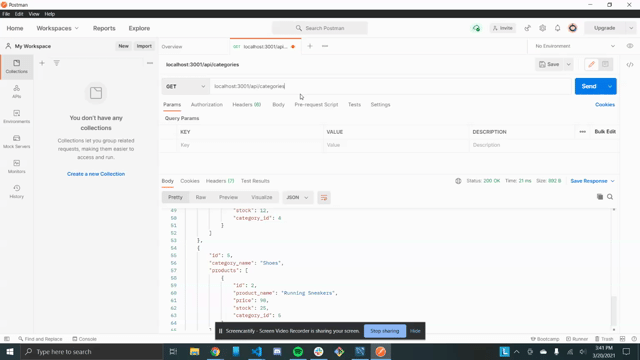 Postman
File Edit View Help
Home Workspaces Reports Explore Search Postman Invite Upgrade
My Workspace New Import Overview GET localhost:3001/api... No Environment
Collections localhost:3001/api/categories Save
GET localhost:3001/api/categories Send
APIs
Params Authorization Headers (6) Body Pre-request Script Tests Settings Cookies
Environments You don't have any collections Query Params
Collections let you group related requests, making them easier to access and run.
KEY VALUE DESCRIPTION Bulk Edit
Mock Servers Key Value Description
Create a new Collection
Monitors
Body Cookies Headers (7) Test Results Status: 200 OK Time: 21 ms Save Response
History Pretty Raw Preview Visualize JSON
49 "stock": 12,
50 "category_id": 4
51 }
52 ]
53 },
54 {
55 "id": 5,
56 "category_name": "Shoes",
57 "products": [
58 {
59 "id": 2,
60 "product_name": "Running Sneakers",
61 "price": 90,
62 "stock": 25,
63 "category_id": 5
64 }
Screencastify - Screen Video Recorder is sharing your screen. Stop sharing Hide
Find and Replace Console Bootcamp Runner Trash
Type here to search 3:41 PM
3/20/2021